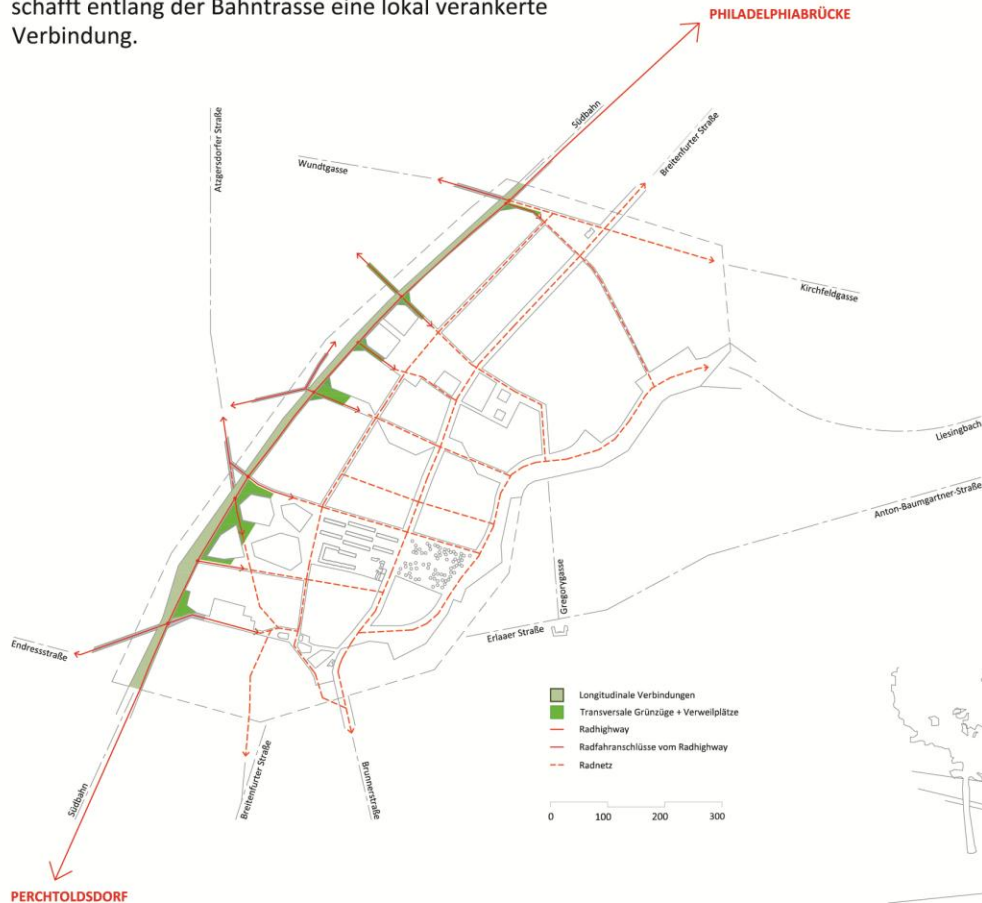 schafft entlang der Bahntrasse eine lokal verankerte
Verbindung.
PHILADELPHIABRÜCKE
Südbahn
Breitenfurter Straße
Atzgersdorfer Straße
Wundtgasse
Kirchfeldgasse
Liesingbach
Anton-Baumgartner-Straße
Gregorygasse
Erlaaer Straße
Endressstraße
Longitudinale Verbindungen
Transversale Grünzüge + Verweilplätze
Radhighway
Radfahranschlüsse vom Radhighway
Radnetz
0 100 200 300
Südbahn
Breitenfurter Straße
Brunnerstraße
PERCHTOLDSDORF